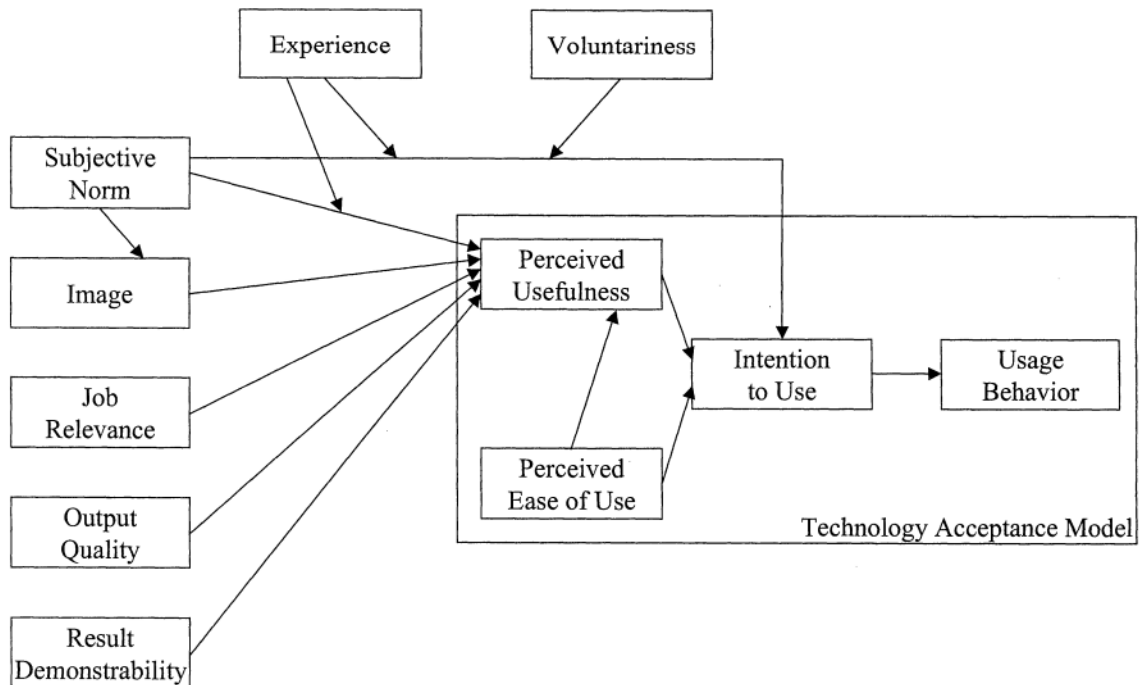 Experience
Voluntariness
Subjective
Norm
Image
Job
Relevance
Output
Quality
Result
Demonstrability
Perceived
Usefulness
Perceived
Ease of Use
Intention
to Use
Usage
Behavior
Technology Acceptance Model